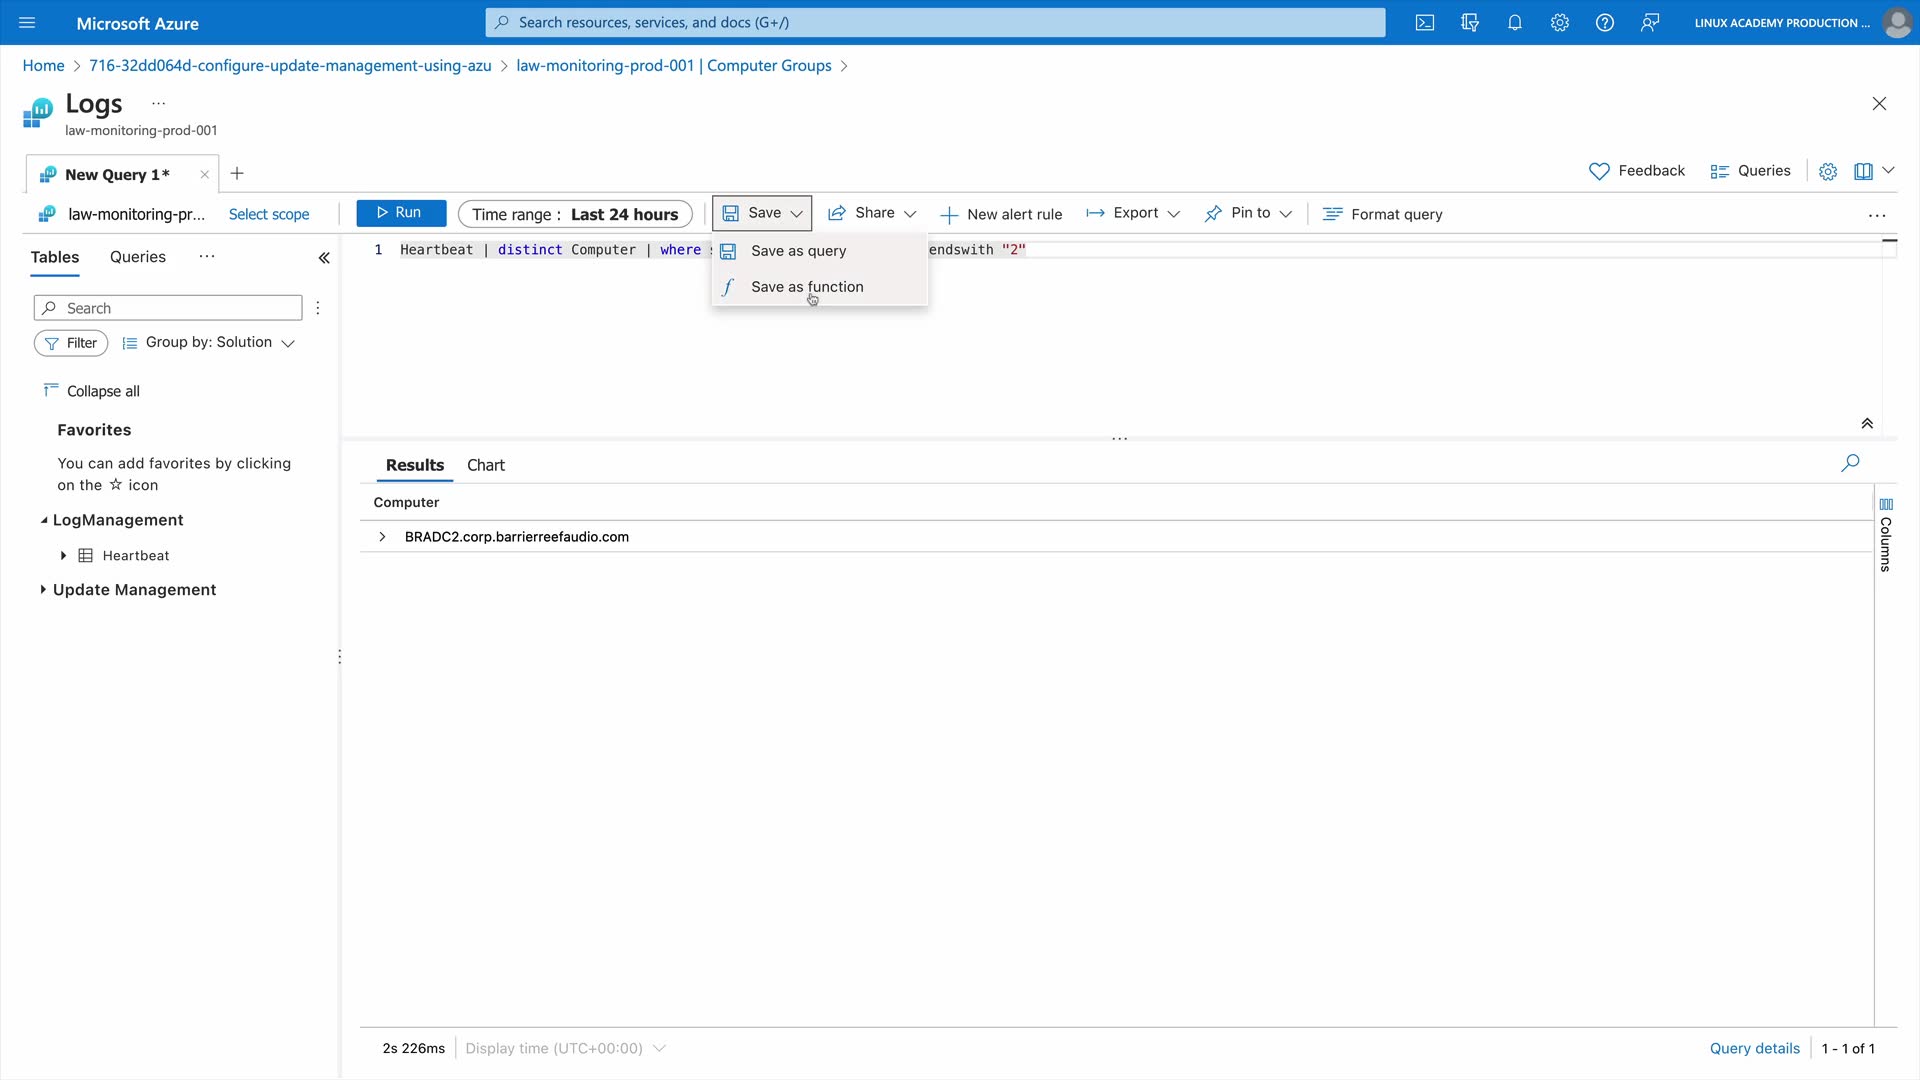 Microsoft Azure
Search resources, services, and docs (G+/)
LINUX ACADEMY PRODUCTION ...
Home > 716-32dd064d-configure-update-management-using-azu > law-monitoring-prod-001 | Computer Groups >
Logs ...
law-monitoring-prod-001
New Query 1*
Feedback
Queries
law-monitoring-pr...
Select scope
Run
Time range : Last 24 hours
Save
Share
New alert rule
Export
Pin to
Format query
...
Tables
Queries
...
1 Heartbeat | distinct Computer | where endswith "2"
Save as query
Save as function
Search
Filter
Group by: Solution
Collapse all
Favorites
You can add favorites by clicking
on the ☆ icon
LogManagement
Heartbeat
Update Management
Results
Chart
Computer
BRADC2.corp.barrierreefaudio.com
Columns
2s 226ms
Display time (UTC+00:00)
Query details
1 - 1 of 1